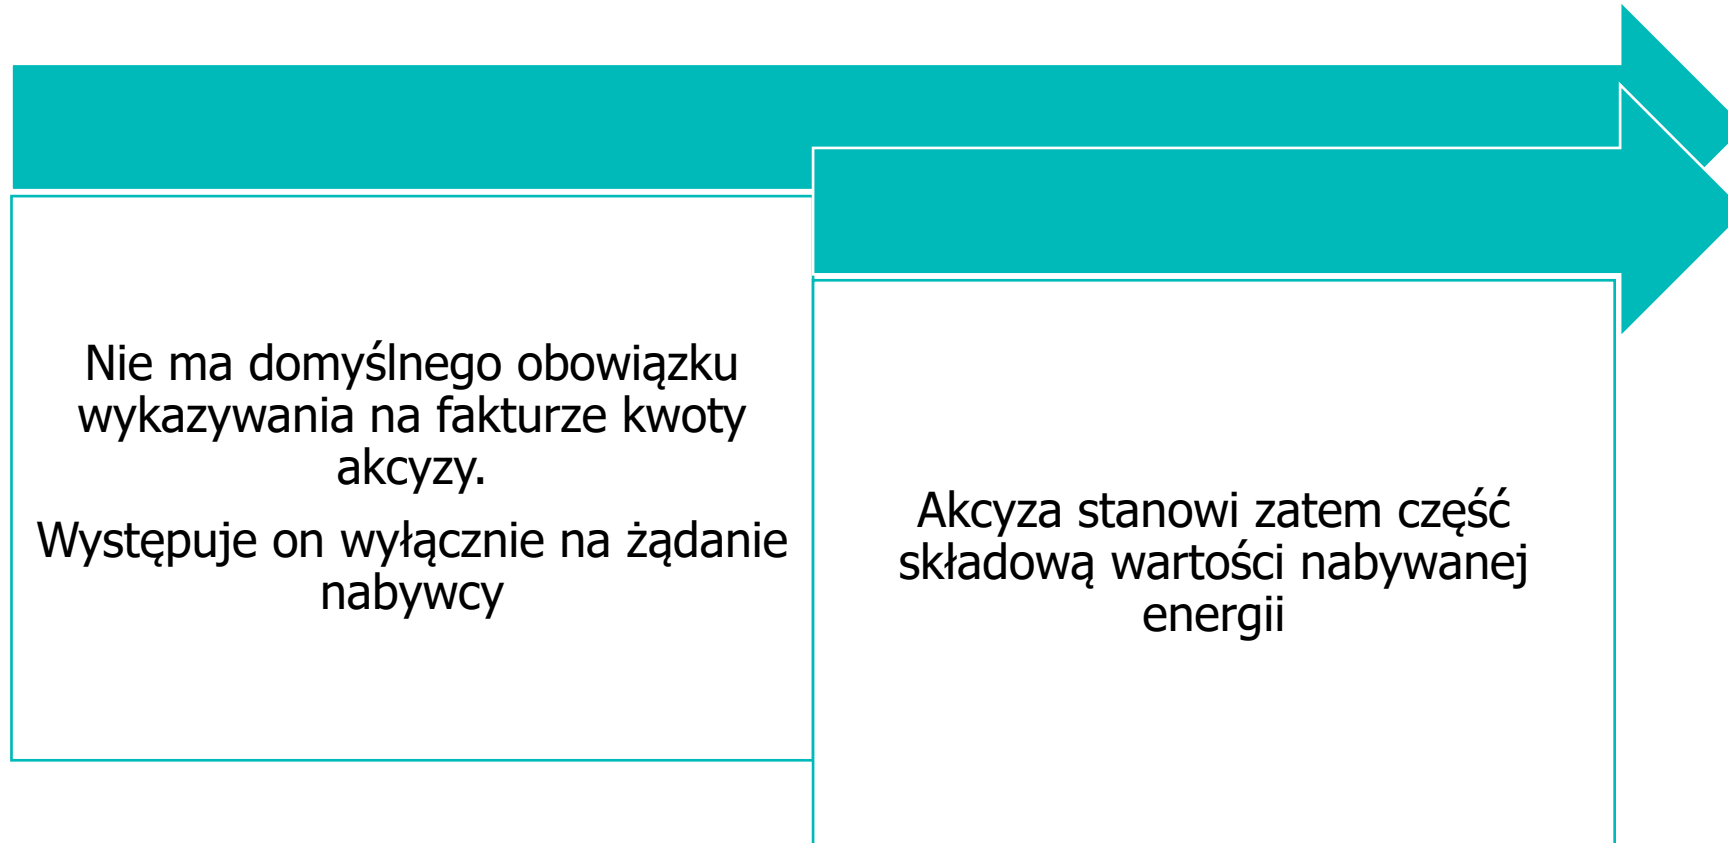 Nie ma domyślnego obowiązku
wykazywania na fakturze kwoty
akcyzy.
Występuje on wyłącznie na żądanie
nabywcy
Akcyza stanowi zatem część
składową wartości nabywanej
energii